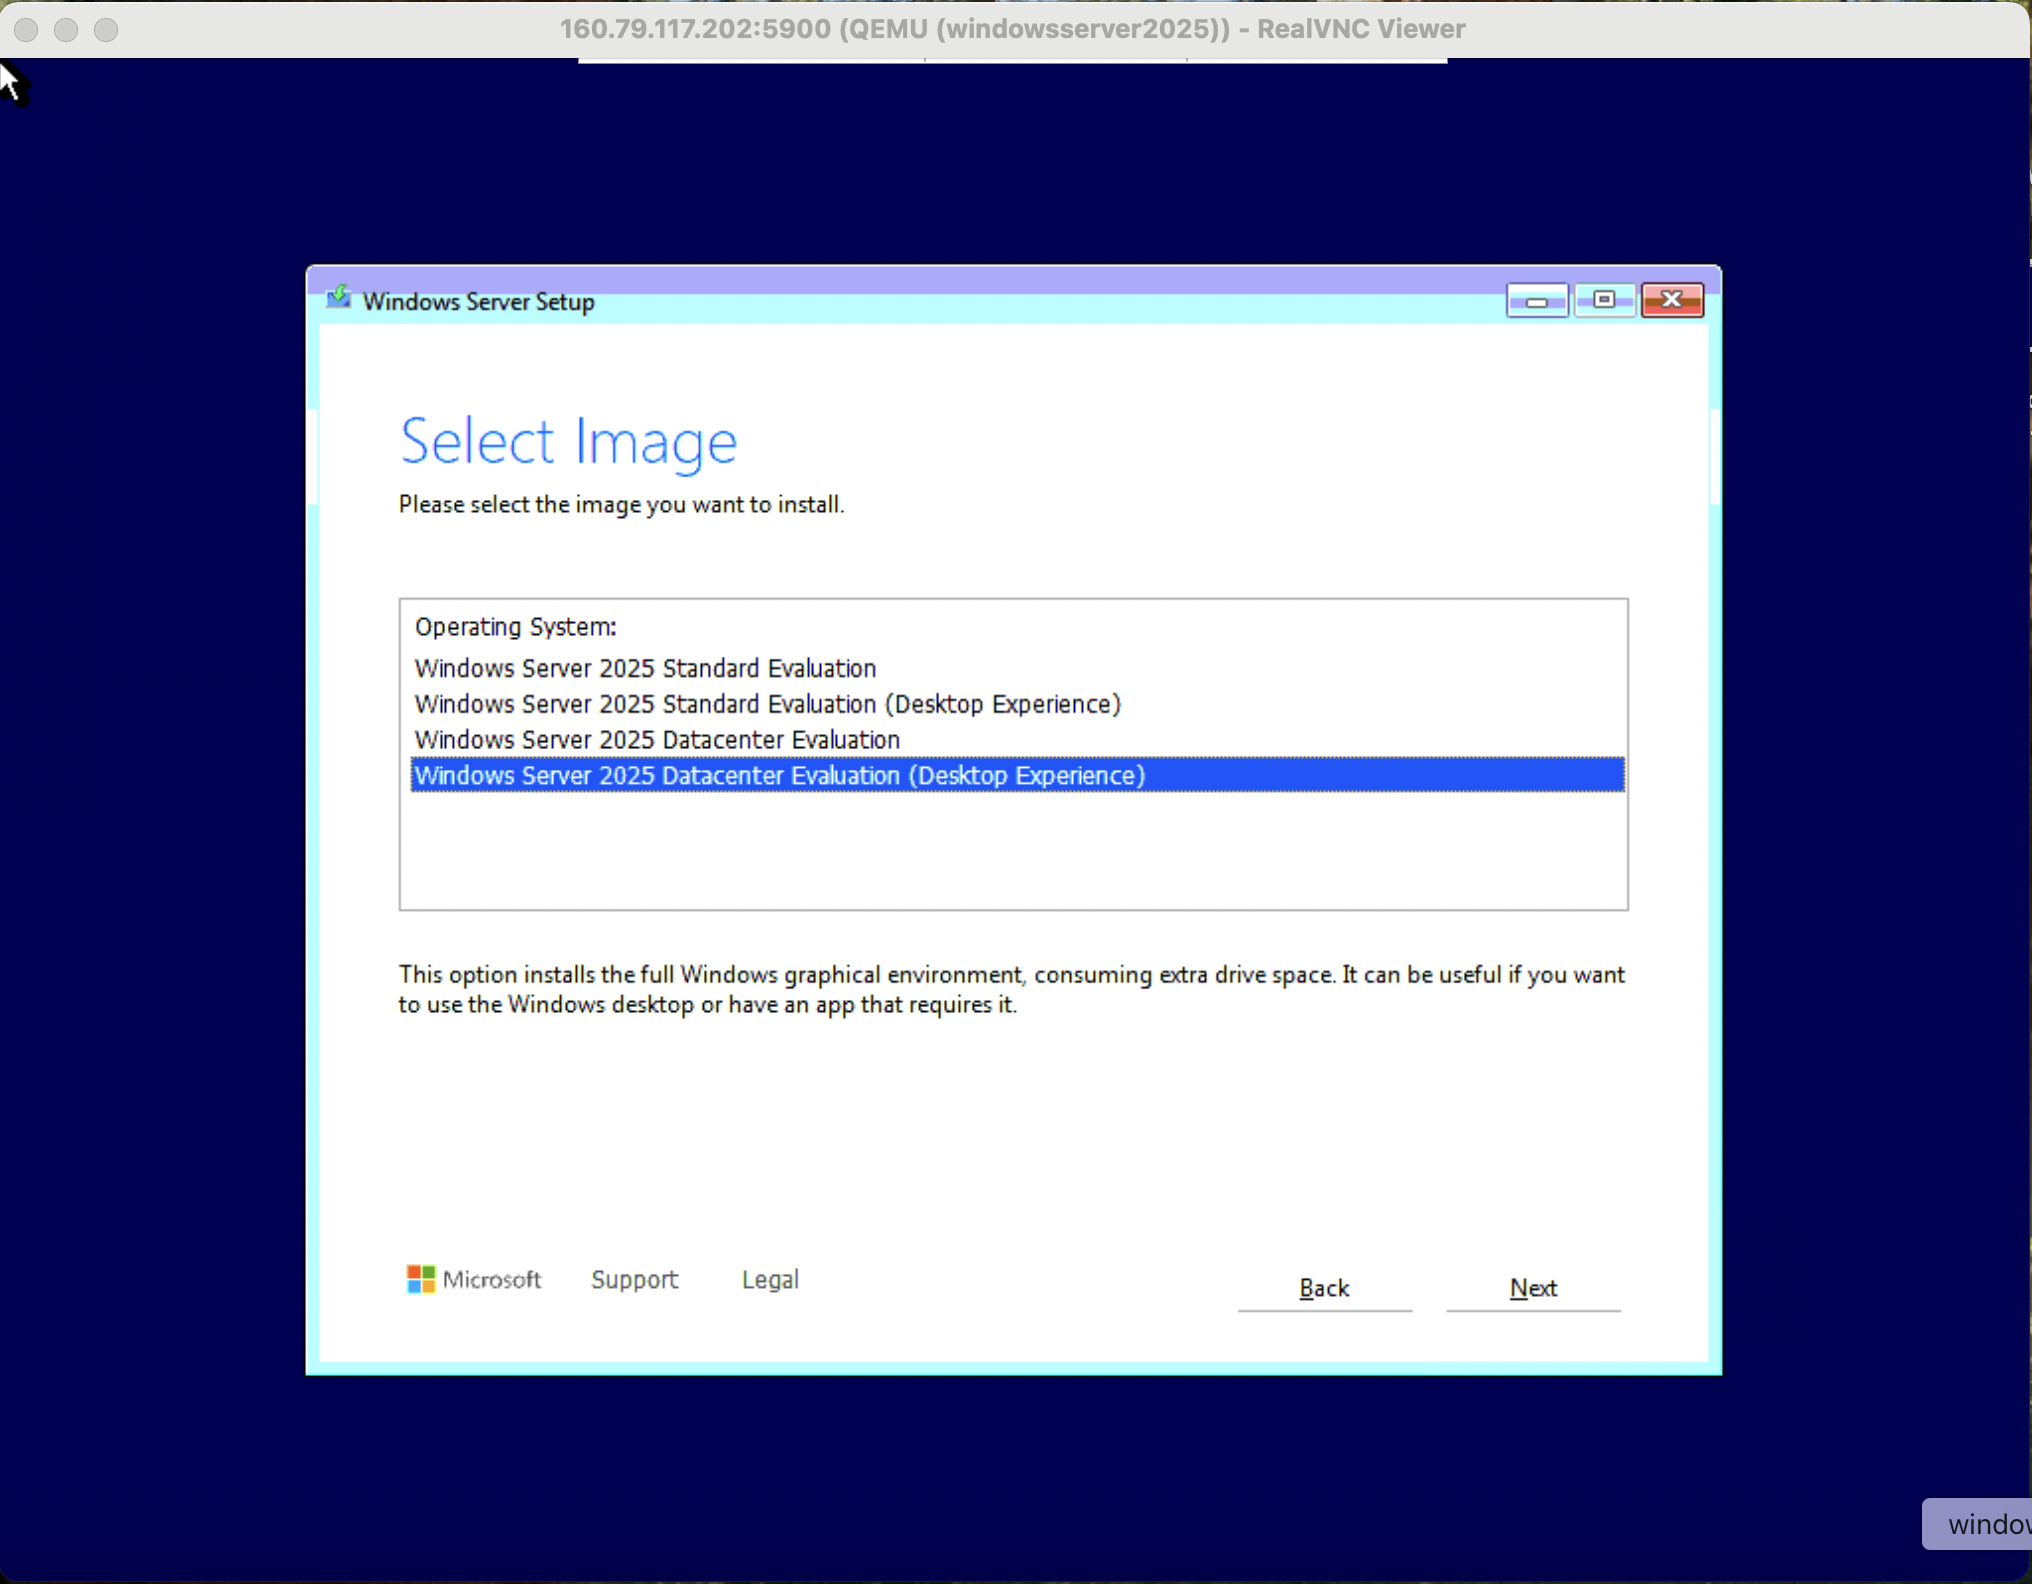 160.79.117.202:5900 (QEMU (windowsserver2025)) - RealVNC Viewer
Windows Server Setup
Select Image
Please select the image you want to install.
Operating System:
Windows Server 2025 Standard Evaluation
Windows Server 2025 Standard Evaluation (Desktop Experience)
Windows Server 2025 Datacenter Evaluation
Windows Server 2025 Datacenter Evaluation (Desktop Experience)
This option installs the full Windows graphical environment, consuming extra drive space. It can be useful if you want
to use the Windows desktop or have an app that requires it.
Microsoft Support Legal
Back Next